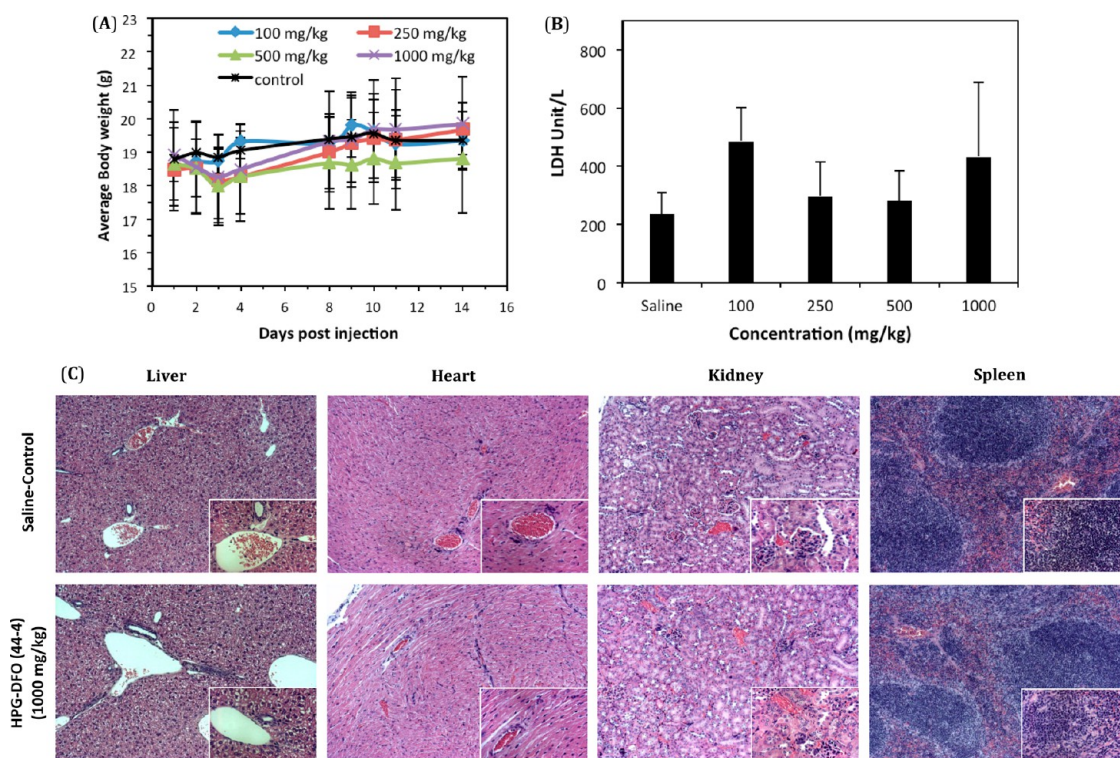 (A)
23
22
21
20
19
18
17
16
15
Average Body weight (g)
100 mg/kg 250 mg/kg
500 mg/kg 1000 mg/kg
control
0 2 4 6 8 10 12 14 16
Days post injection
(B)
800
600
400
200
0
LDH Unit/L
Saline 100 250 500 1000
Concentration (mg/kg)
(C)
Liver Heart Kidney Spleen
Saline-Control
HPG-DFO (44-4)
(1000 mg/kg)